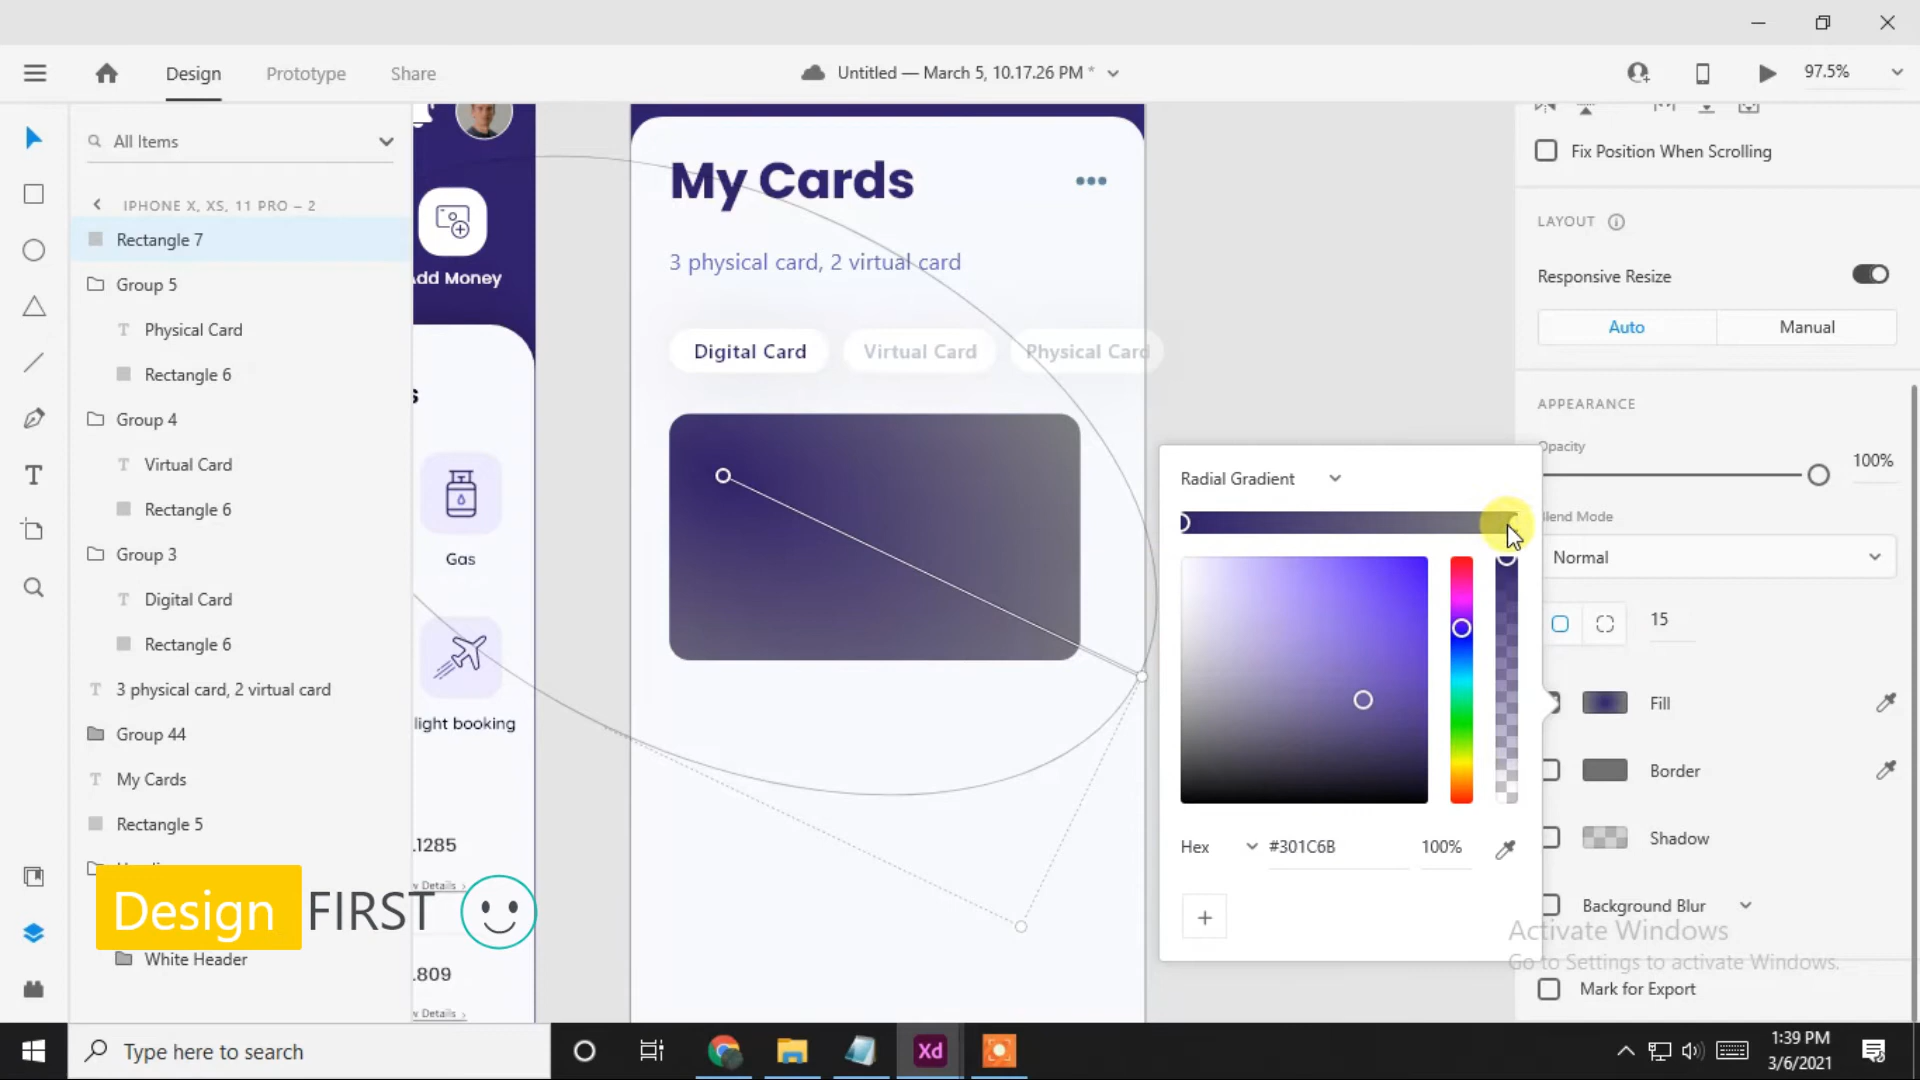 Design
Prototype
Share
Untitled — March 5, 10.17.26 PM *
97.5%
All Items
IPHONE X, XS, 11 PRO – 2
Rectangle 7
Group 5
Physical Card
Rectangle 6
Group 4
Virtual Card
Rectangle 6
Group 3
Digital Card
Rectangle 6
3 physical card, 2 virtual card
Group 44
My Cards
Rectangle 5
White Header
Design FIRST
dd Money
s
Gas
light booking
.1285
w Details >
.809
w Details >
My Cards
3 physical card, 2 virtual card
Digital Card
Virtual Card
Physical Card
Radial Gradient
Hex
#301C6B
100%
+
Fix Position When Scrolling
LAYOUT
Responsive Resize
Auto
Manual
APPEARANCE
Opacity
100%
Blend Mode
Normal
15
Fill
Border
Shadow
Background Blur
Activate Windows
Go to Settings to activate Windows.
Mark for Export
Type here to search
Xd
1:39 PM
3/6/2021